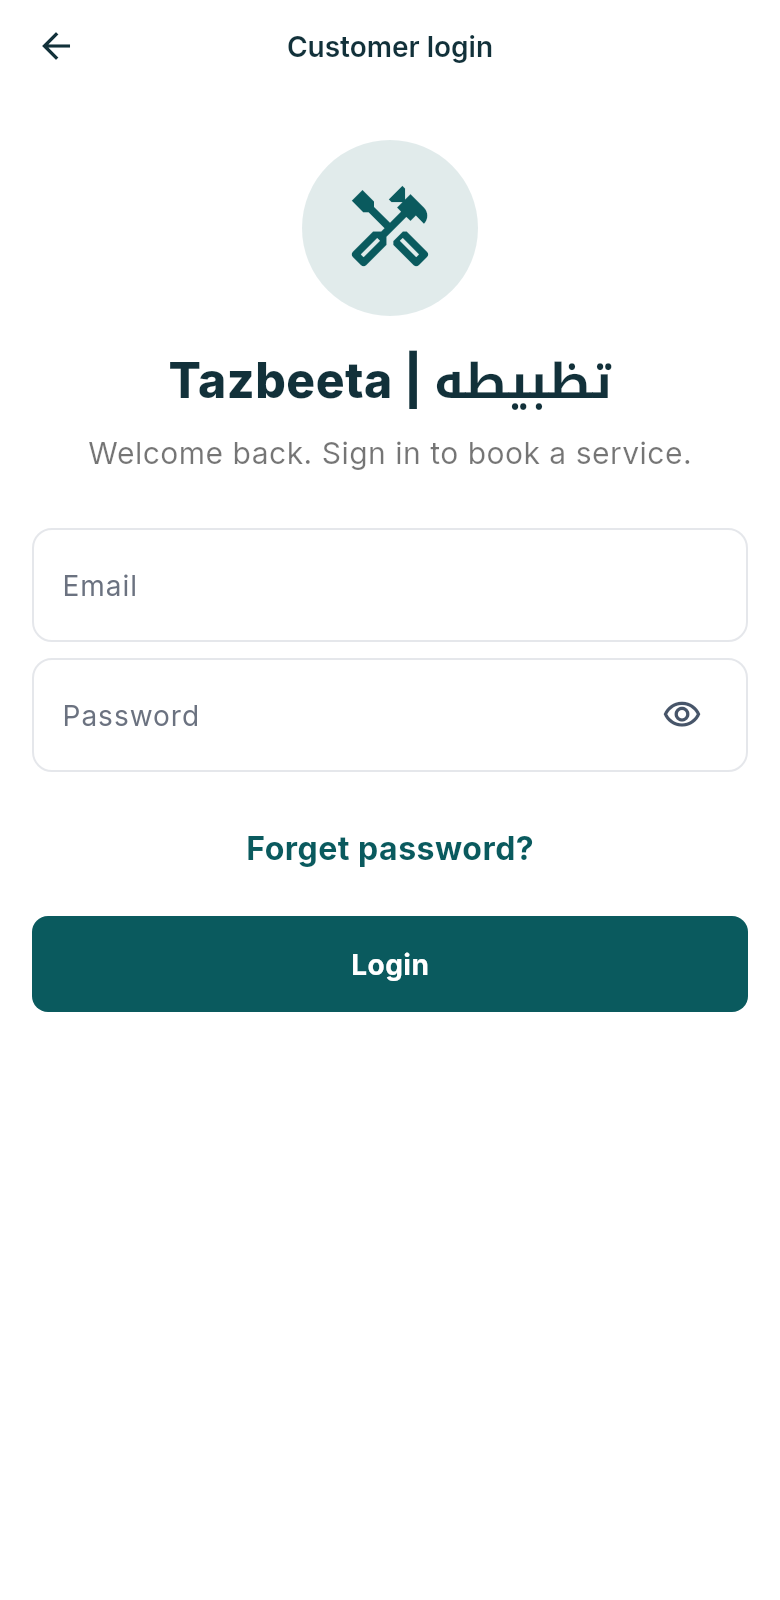 Customer login
Tazbeeta | تظبيطه
Welcome back. Sign in to book a service.
Email
Password
Forget password?
Login